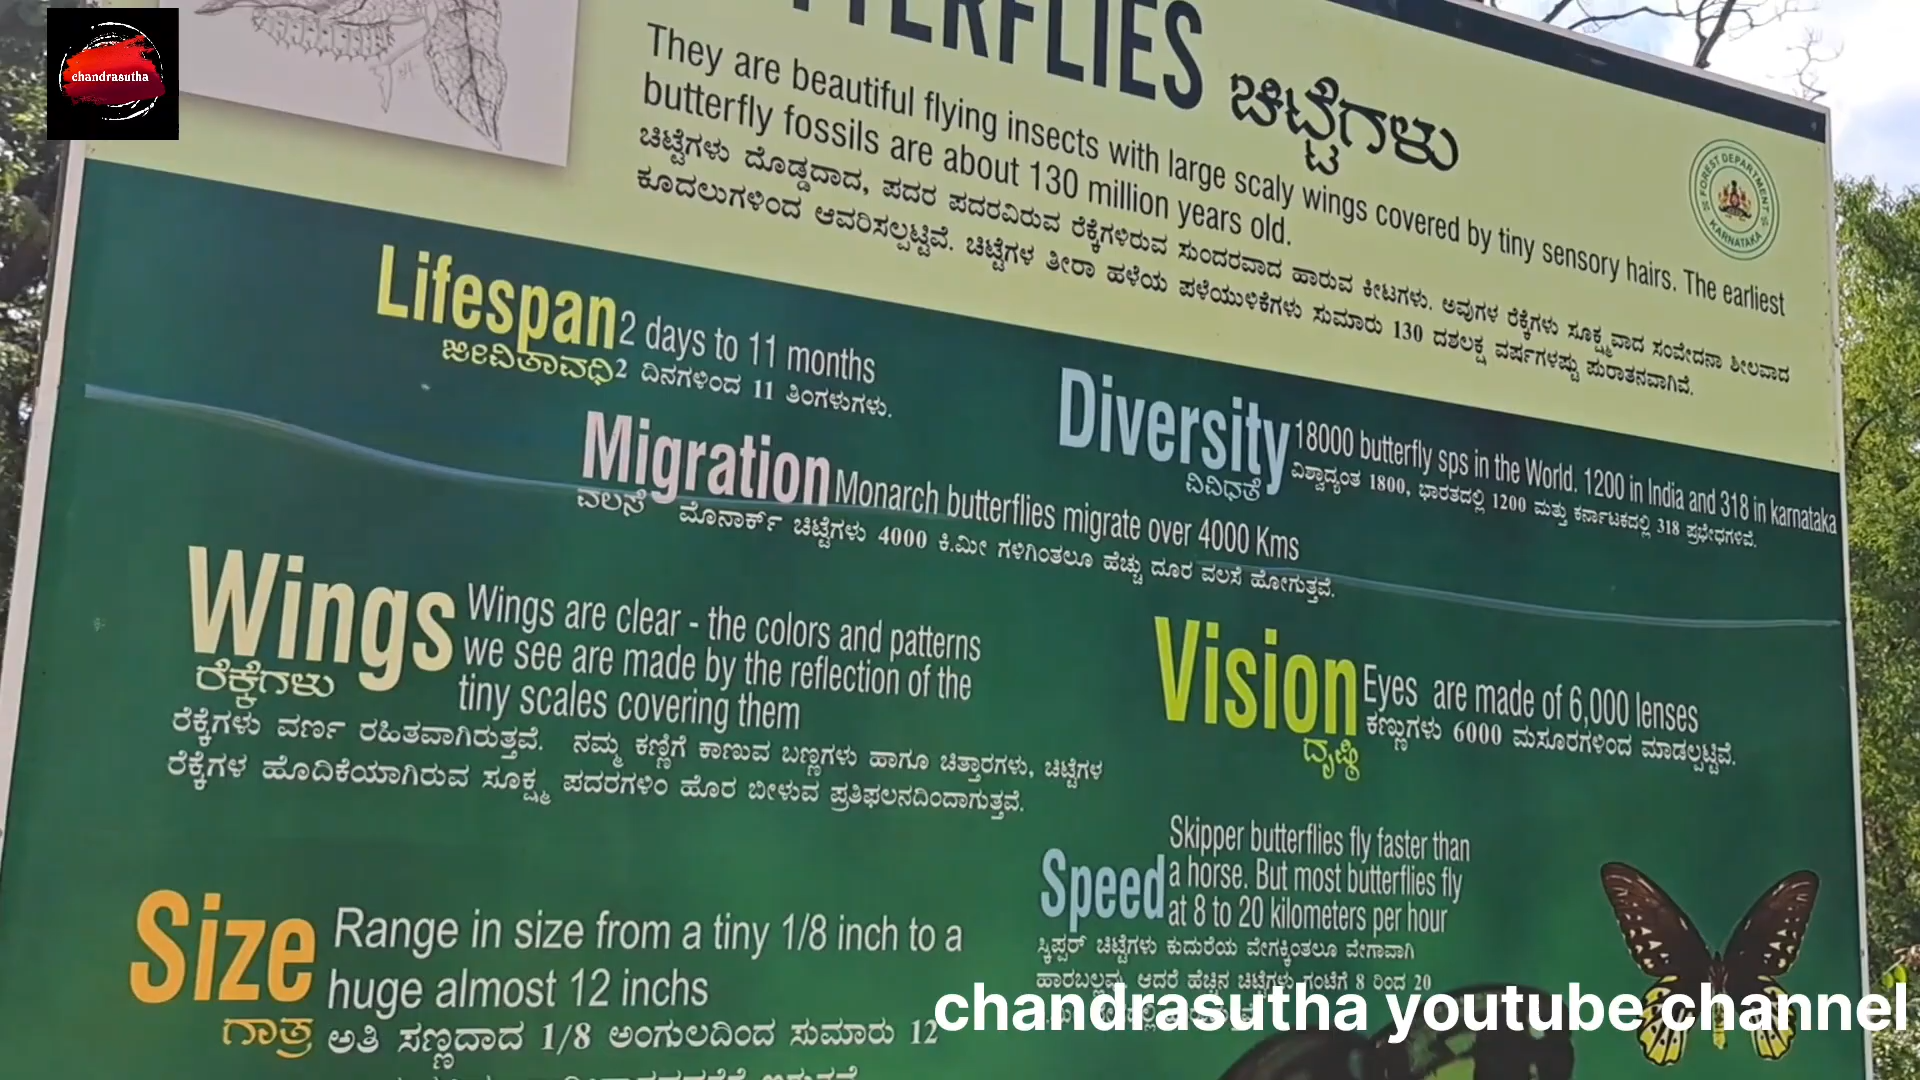 chandrasutha
ಚಿಟ್ಟೆಗಳು
They are beautiful flying insects with large scaly wings covered by tiny sensory hairs. The earliest
butterfly fossils are about 130 million years old.
ಚಿಟ್ಟೆಗಳು ದೊಡ್ಡದಾದ, ಪದರ ಪದರವಿರುವ ರೆಕ್ಕೆಗಳಿರುವ ಸುಂದರವಾದ ಹಾರುವ ಕೀಟಗಳು. ಅವುಗಳ ರೆಕ್ಕೆಗಳು ಸೂಕ್ಷ್ಮವಾದ ಸಂವೇದನಾ ಶೀಲವಾದ
ಕೂದಲುಗಳಿಂದ ಆವರಿಸಲ್ಪಟ್ಟಿವೆ. ಚಿಟ್ಟೆಗಳ ತೀರಾ ಹಳೆಯ ಪಳೆಯುಳಿಕೆಗಳು ಸುಮಾರು 130 ದಶಲಕ್ಷ ವರ್ಷಗಳಷ್ಟು ಪುರಾತನವಾಗಿವೆ.
FOREST DEPARTMENT
KARNATAKA
Lifespan 2 days to 11 months
ಜೀವಿತಾವಧಿ 2 ದಿನಗಳಿಂದ 11 ತಿಂಗಳುಗಳು.
Diversity 18000 butterfly sps in the World. 1200 in India and 318 in karnataka
ವಿವಿಧತೆ ವಿಶ್ವಾದ್ಯಂತ 1800, ಭಾರತದಲ್ಲಿ 1200 ಮತ್ತು ಕರ್ನಾಟಕದಲ್ಲಿ 318 ಪ್ರಭೇಧಗಳಿವೆ.
Migration Monarch butterflies migrate over 4000 Kms
ವಲಸೆ ಮೊನಾರ್ಕ್ ಚಿಟ್ಟೆಗಳು 4000 ಕಿ.ಮೀ ಗಳಿಗಿಂತಲೂ ಹೆಚ್ಚು ದೂರ ವಲಸೆ ಹೋಗುತ್ತವೆ.
Wings Wings are clear - the colors and patterns
we see are made by the reflection of the
tiny scales covering them
ರೆಕ್ಕೆಗಳು
ರೆಕ್ಕೆಗಳು ವರ್ಣ ರಹಿತವಾಗಿರುತ್ತವೆ. ನಮ್ಮ ಕಣ್ಣಿಗೆ ಕಾಣುವ ಬಣ್ಣಗಳು ಹಾಗೂ ಚಿತ್ತಾರಗಳು, ಚಿಟ್ಟೆಗಳ
ರೆಕ್ಕೆಗಳ ಹೊದಿಕೆಯಾಗಿರುವ ಸೂಕ್ಷ್ಮ ಪದರಗಳಿಂ ಹೊರ ಬೀಳುವ ಪ್ರತಿಫಲನದಿಂದಾಗುತ್ತವೆ.
Vision Eyes are made of 6,000 lenses
ದೃಷ್ಠಿ ಕಣ್ಣುಗಳು 6000 ಮಸೂರಗಳಿಂದ ಮಾಡಲ್ಪಟ್ಟಿವೆ.
Speed Skipper butterflies fly faster than
a horse. But most butterflies fly
at 8 to 20 kilometers per hour
ಸ್ಕಿಪ್ಪರ್ ಚಿಟ್ಟೆಗಳು ಕುದುರೆಯ ವೇಗಕ್ಕಿಂತಲೂ ವೇಗಾವಾಗಿ
ಹಾರಬಲ್ಲವು ಆದರೆ ಹೆಚ್ಚಿನ ಚಿಟ್ಟೆಗಳು ಗಂಟೆಗೆ 8 ರಿಂದ 20
Size Range in size from a tiny 1/8 inch to a
huge almost 12 inchs
ಗಾತ್ರ ಅತಿ ಸಣ್ಣದಾದ 1/8 ಅಂಗುಲದಿಂದ ಸುಮಾರು 12
chandrasutha youtube channel